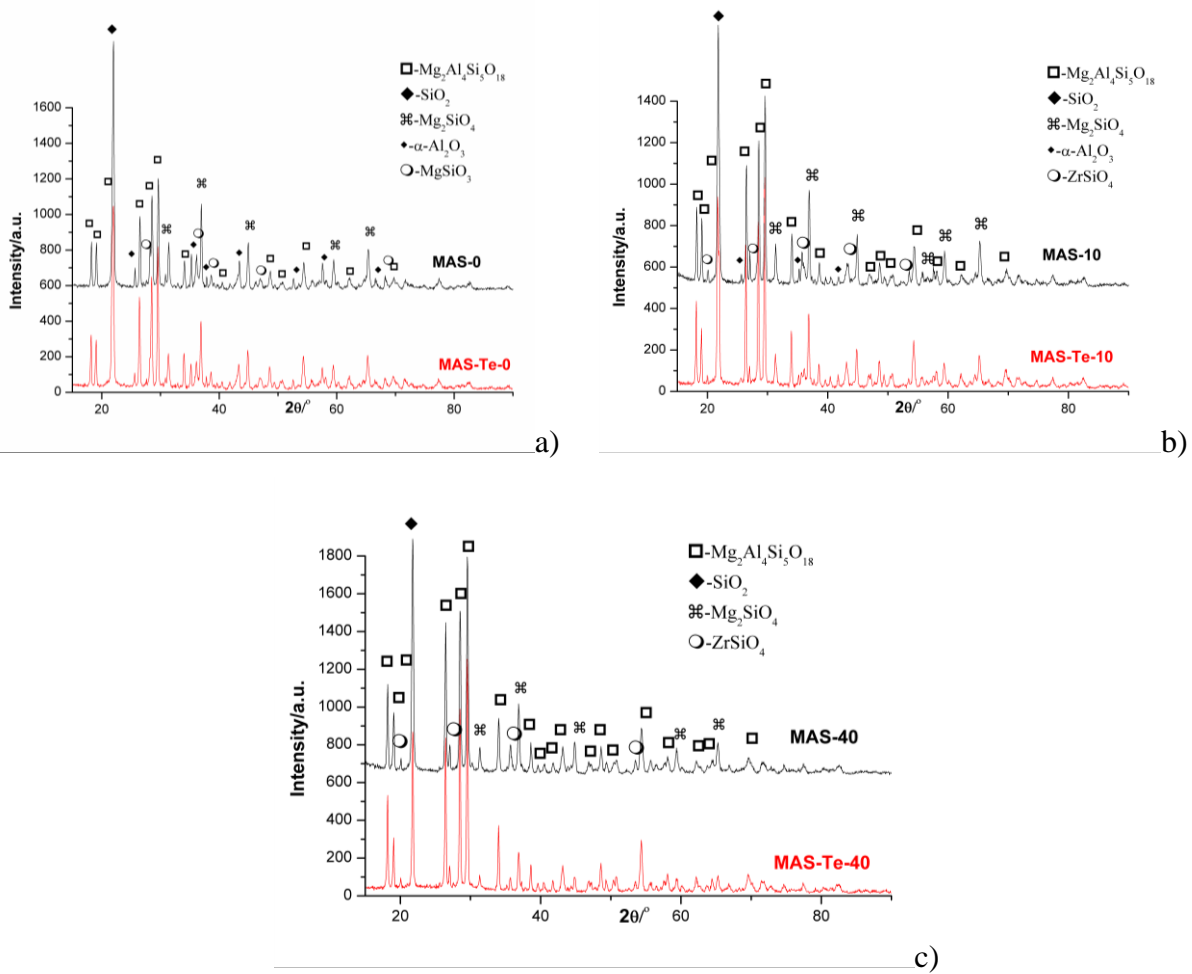 □-Mg₂Al₄Si₅O₁₈
◆-SiO₂
⌘-Mg₂SiO₄
⬥-α-Al₂O₃
○-MgSiO₃
1600
1400
1200
1000
800
600
400
200
0
Intensity/a.u.
MAS-0
MAS-Te-0
20
40
60
80
2θ/°
a)
□-Mg₂Al₄Si₅O₁₈
◆-SiO₂
⌘-Mg₂SiO₄
⬥-α-Al₂O₃
○-ZrSiO₄
1400
1200
1000
800
600
400
200
0
Intensity/a.u.
MAS-10
MAS-Te-10
20
40
60
80
2θ/°
b)
□-Mg₂Al₄Si₅O₁₈
◆-SiO₂
⌘-Mg₂SiO₄
○-ZrSiO₄
1800
1600
1400
1200
1000
800
600
400
200
0
Intensity/a.u.
MAS-40
MAS-Te-40
20
40
60
80
2θ/°
c)